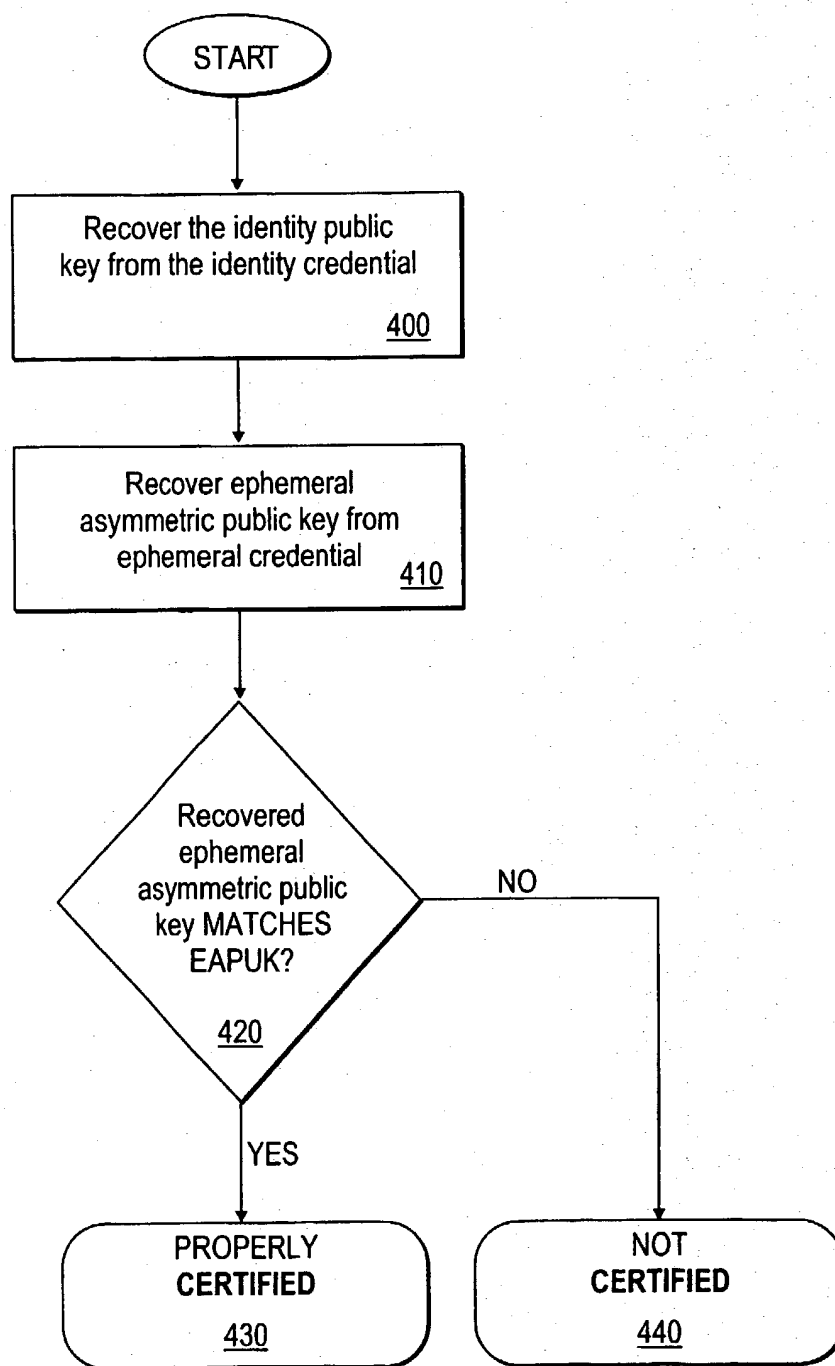 START
Recover the identity public
key from the identity credential
400
Recover ephemeral
asymmetric public key from
ephemeral credential
410
Recovered
ephemeral
asymmetric public
key MATCHES
EAPUK?
420
NO
YES
PROPERLY
CERTIFIED
430
NOT
CERTIFIED
440